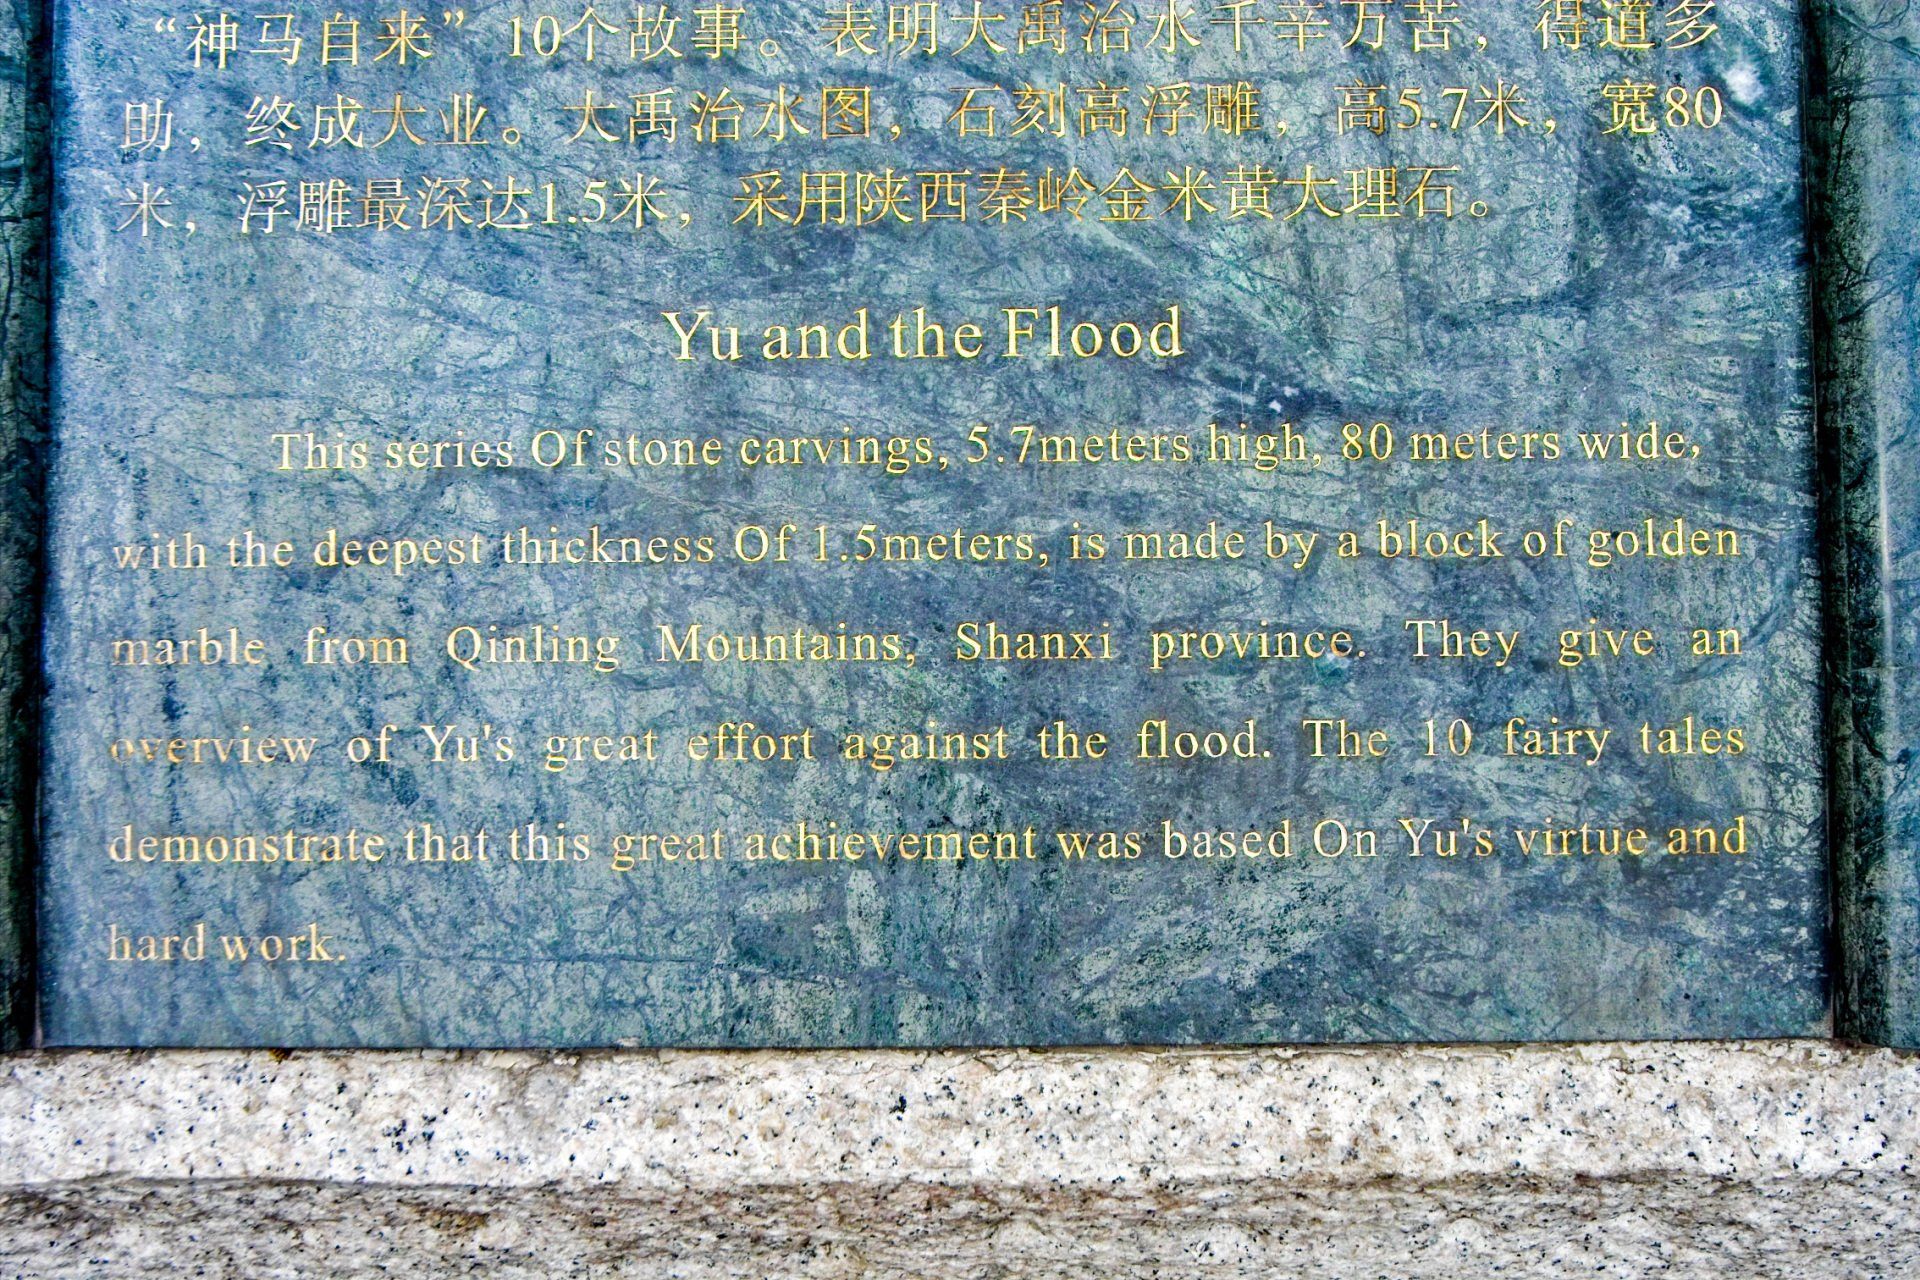 “神马自来”10个故事。表明大禹治水千辛万苦，得道多
助，终成大业。大禹治水图，石刻高浮雕，高5.7米，宽80
米，浮雕最深达1.5米，采用陕西秦岭金米黄大理石。
Yu and the Flood
This series Of stone carvings, 5.7meters high, 80 meters wide,
with the deepest thickness Of 1.5meters, is made by a block of golden
marble from Qinling Mountains, Shanxi province. They give an
overview of Yu's great effort against the flood. The 10 fairy tales
demonstrate that this great achievement was based On Yu's virtue and
hard work.